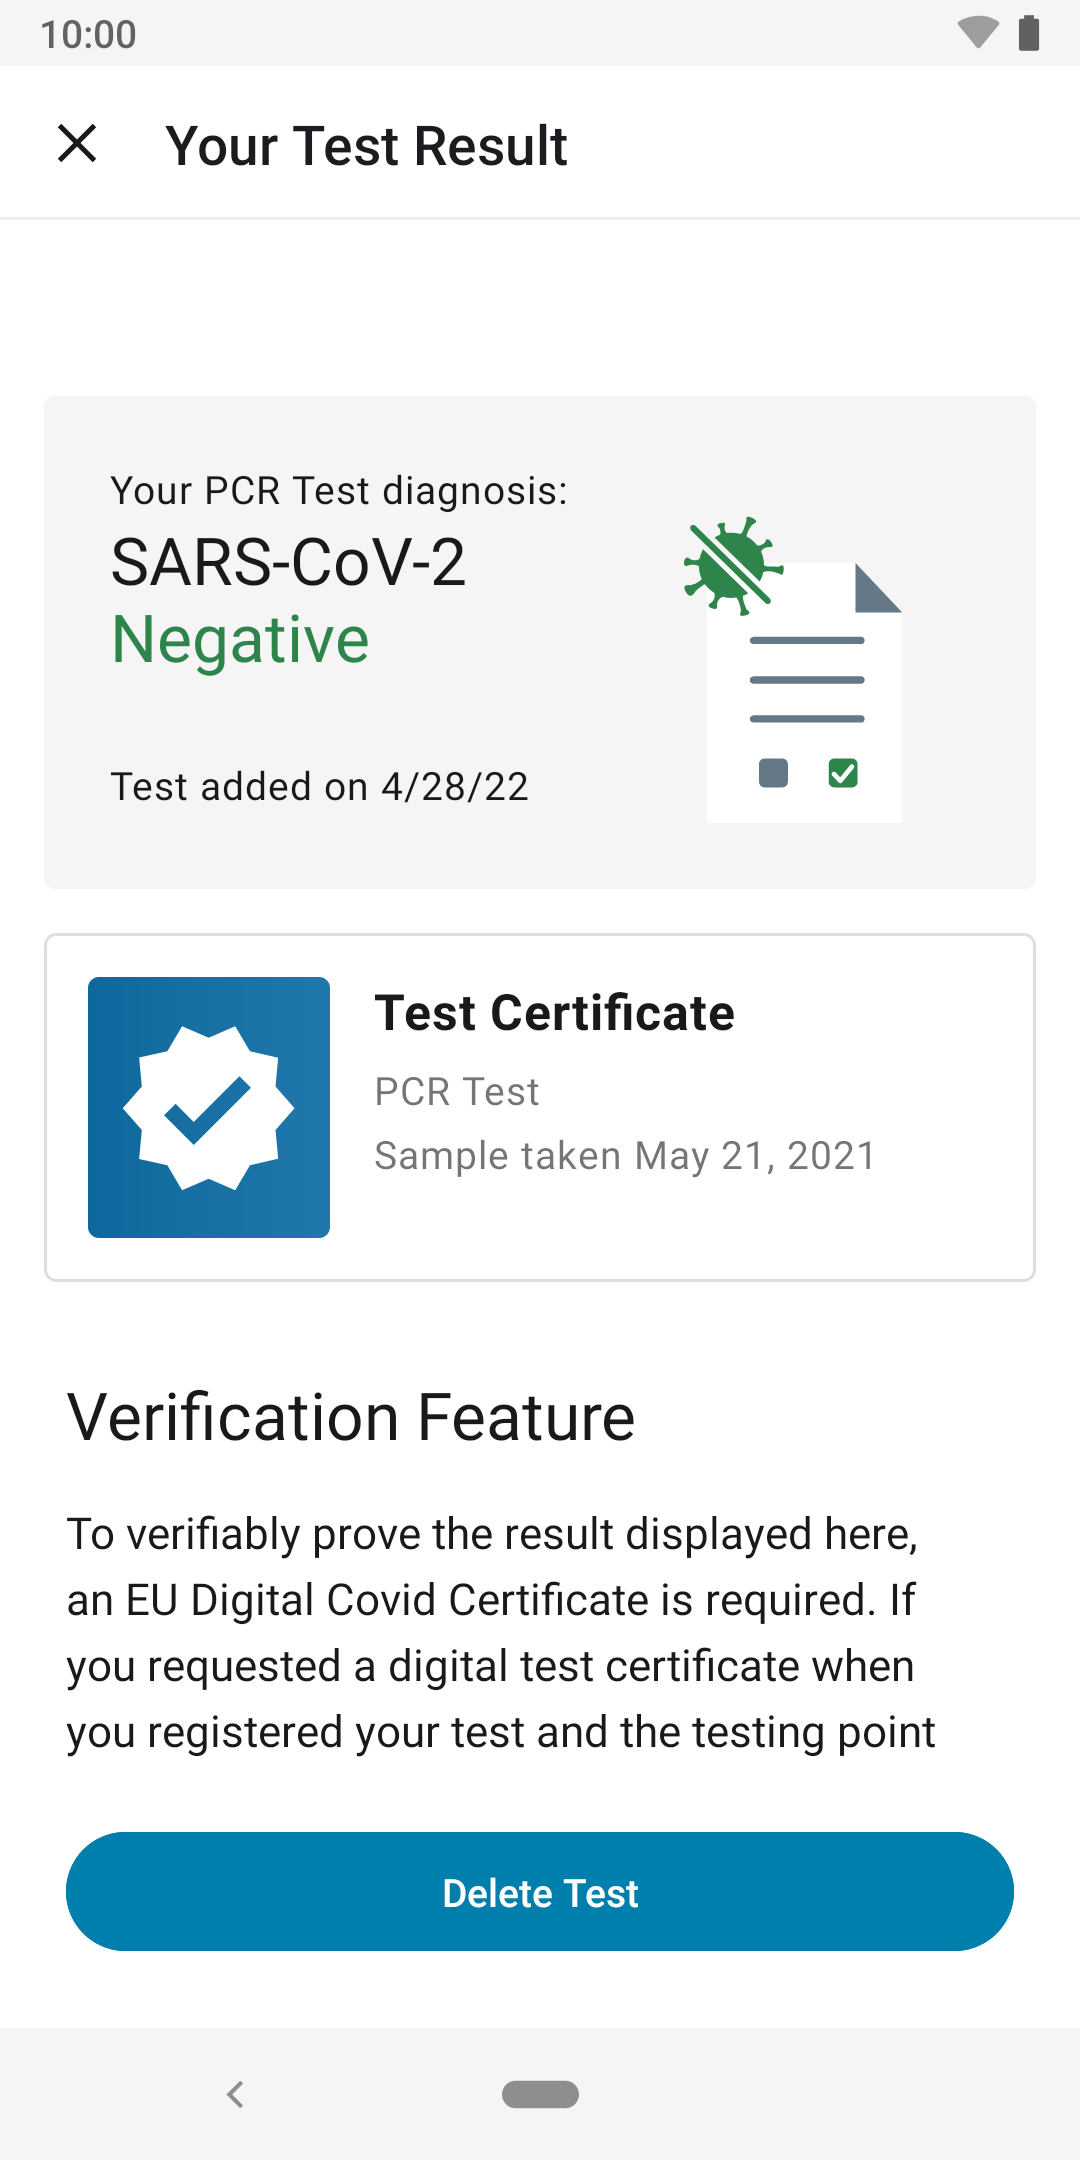 10:00
Your Test Result
Your PCR Test diagnosis:
SARS-CoV-2
Negative
Test added on 4/28/22
Test Certificate
PCR Test
Sample taken May 21, 2021
Verification Feature
To verifiably prove the result displayed here,
an EU Digital Covid Certificate is required. If
you requested a digital test certificate when
you registered your test and the testing point
Delete Test